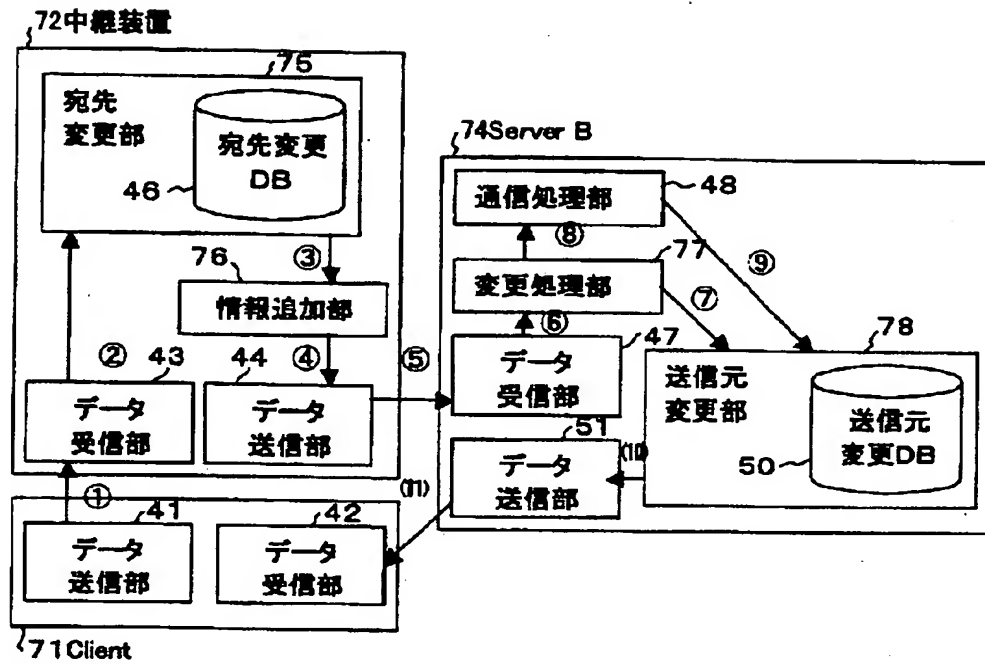 72中継装置
75
宛先
変更部
宛先変更
DB
46
76
③
情報追加部
②
43
44
④
⑤
データ
受信部
データ
送信部
①
41
42
(11)
データ
送信部
データ
受信部
71Client
74Server B
通信処理部
48
⑧
77
⑨
変更処理部
⑦
⑥
47
データ
受信部
78
送信元
変更部
送信元
変更DB
50
51
(10)
データ
送信部